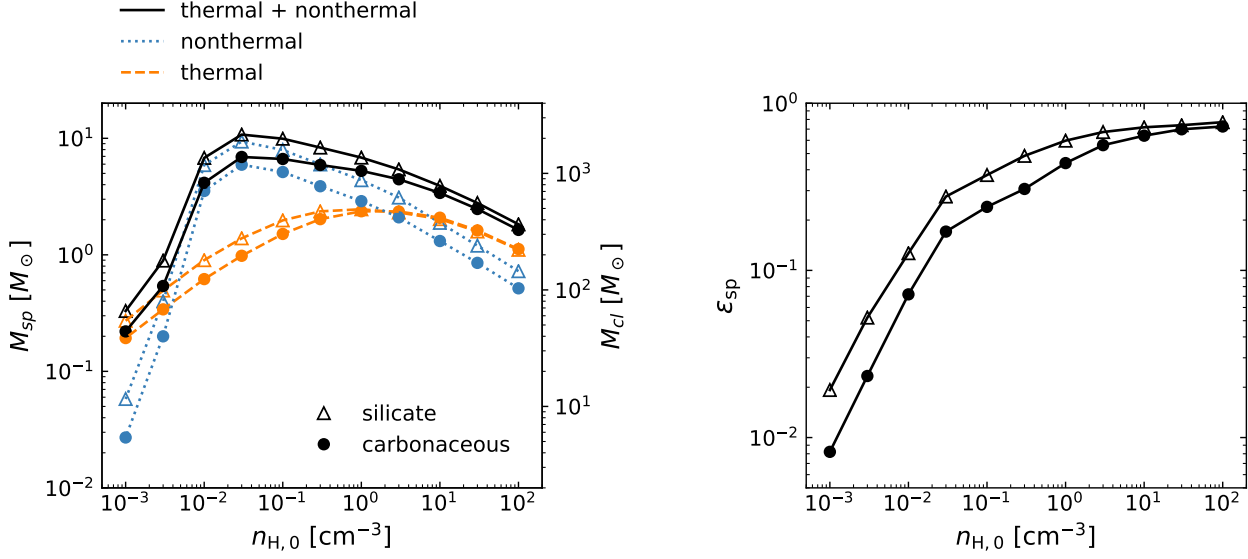 thermal + nonthermal
nonthermal
thermal
10¹
10⁰
10⁻¹
10⁻²
M_sp [M_⊙]
10³
10²
10¹
M_cl [M_⊙]
silicate
carbonaceous
10⁻³ 10⁻² 10⁻¹ 10⁰ 10¹ 10²
n_H, 0 [cm⁻³]
10⁰
10⁻¹
10⁻²
ε_sp
10⁻³ 10⁻² 10⁻¹ 10⁰ 10¹ 10²
n_H, 0 [cm⁻³]